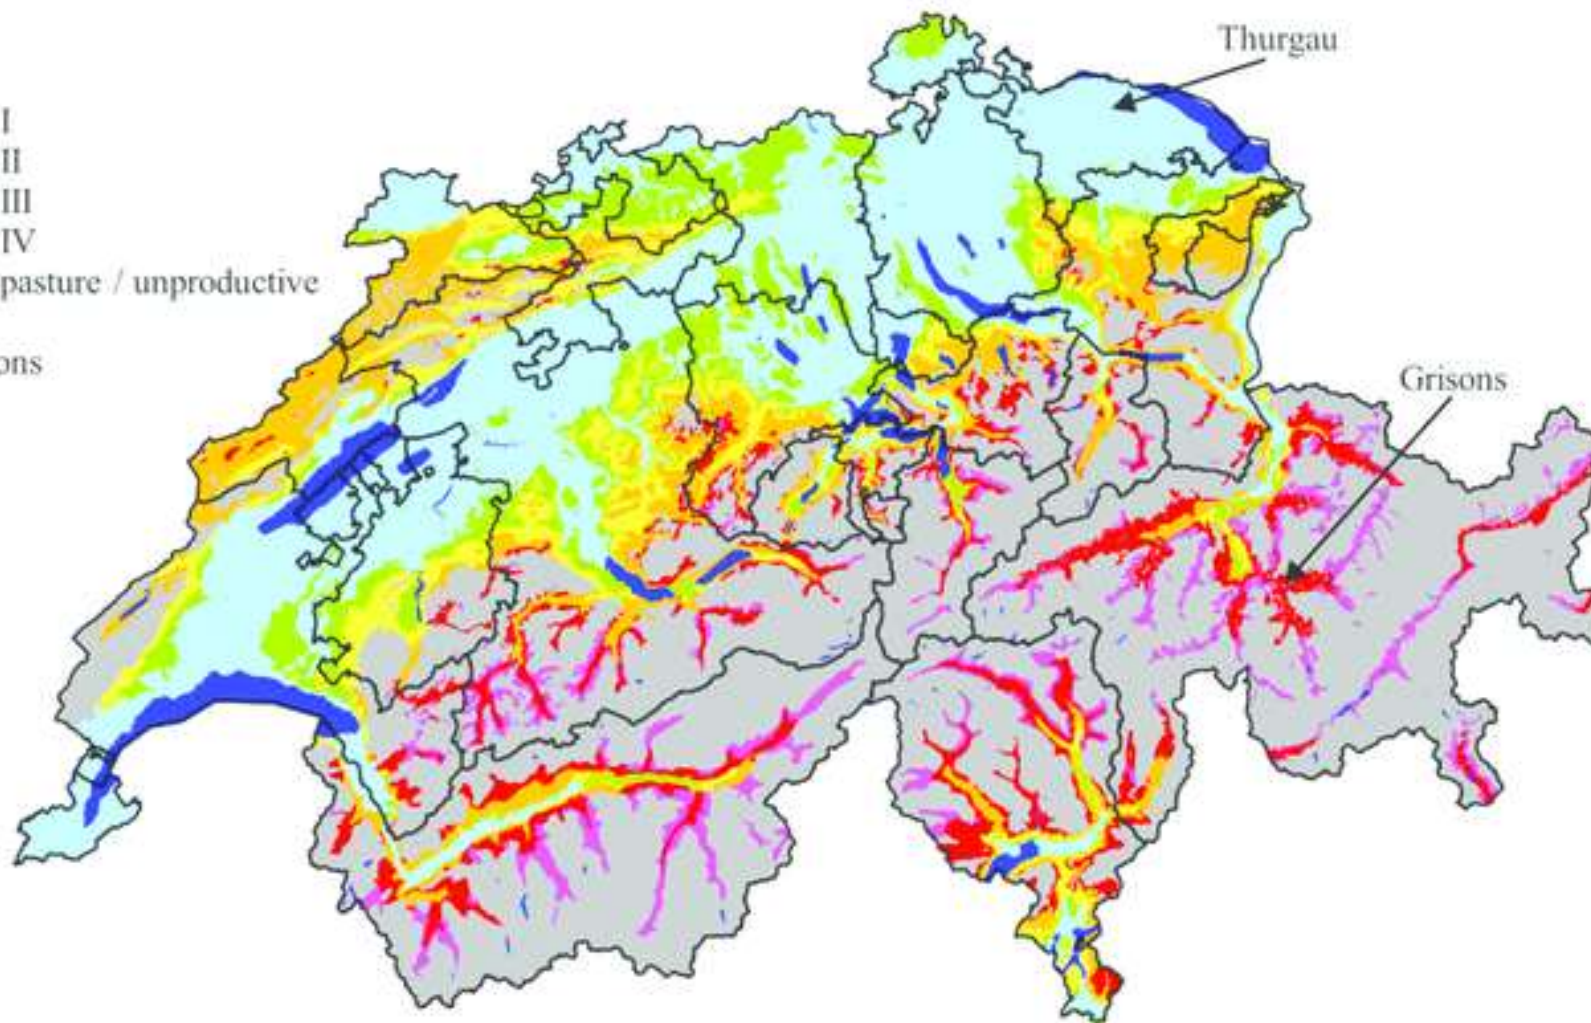 Thurgau
I
II
III
IV
pasture / unproductive
ons
Grisons